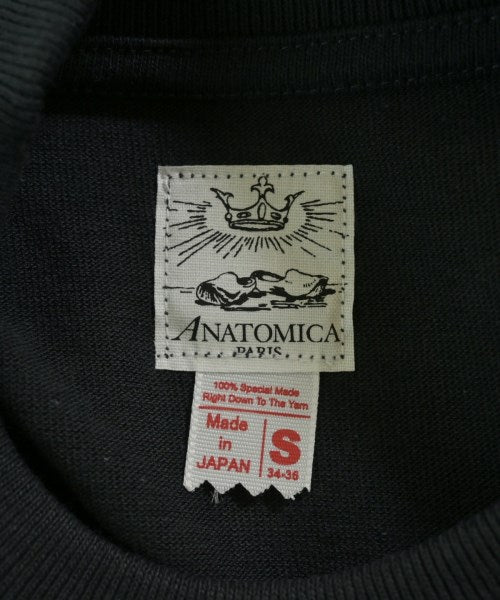 ANATOMICA
PARIS
100% Special Made
Right Down To The Yarn
Made
in
JAPAN
S
34-36